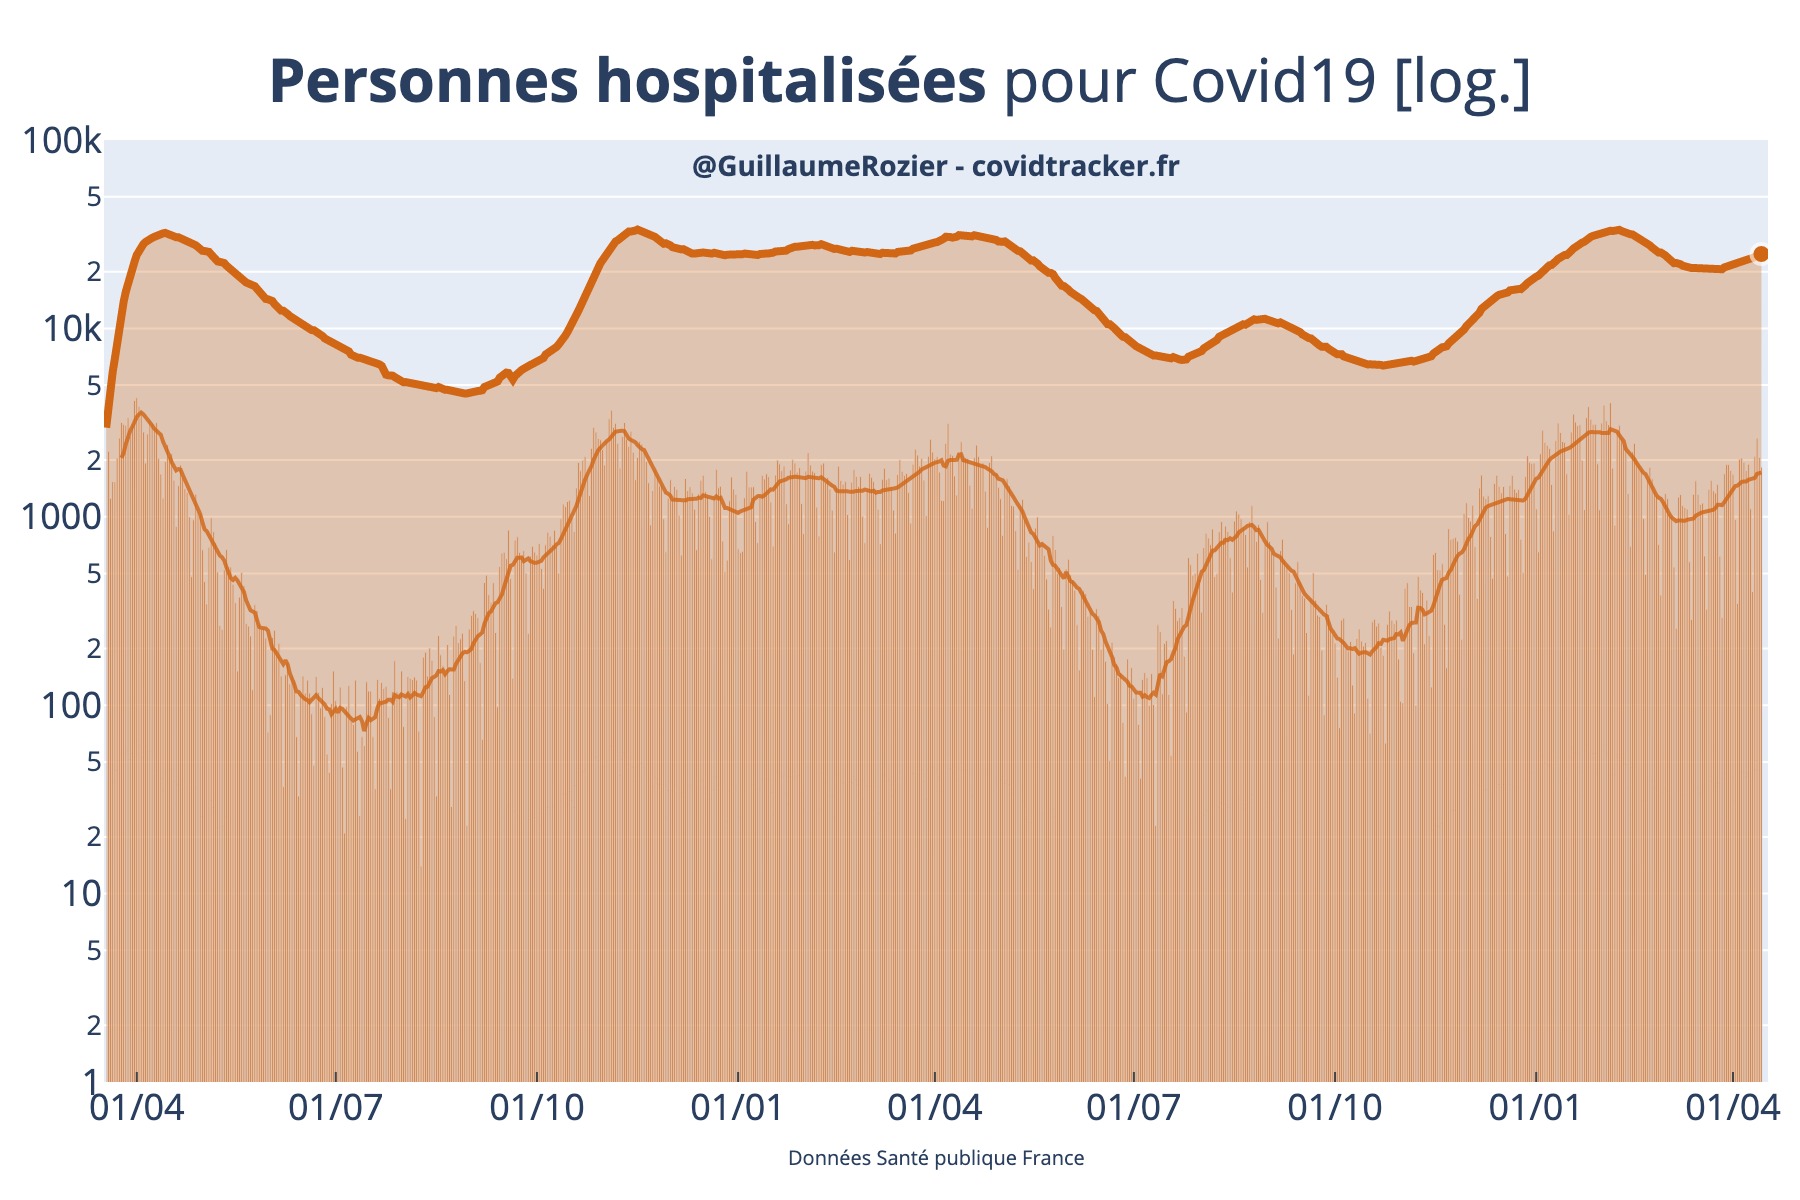 Personnes hospitalisées pour Covid19 [log.]
@GuillaumeRozier - covidtracker.fr
100k
5
2
10k
5
2
1000
5
2
100
5
2
10
5
2
1
01/04 01/07 01/10 01/01 01/04 01/07 01/10 01/01 01/04
Données Santé publique France